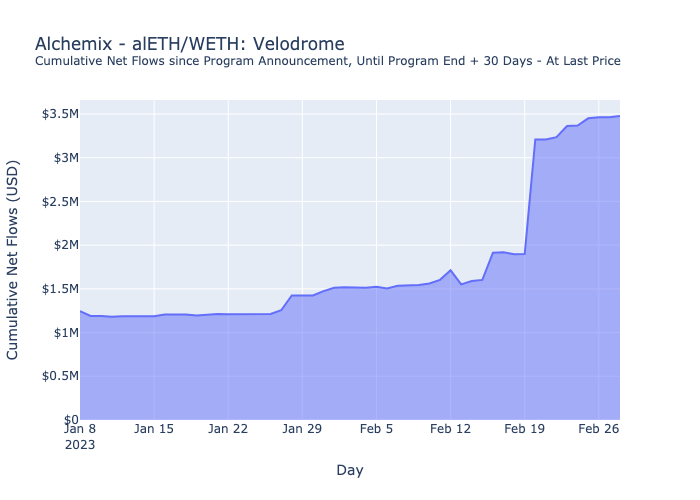 Alchemix - alETH/WETH: Velodrome
Cumulative Net Flows since Program Announcement, Until Program End + 30 Days - At Last Price
Cumulative Net Flows (USD)
$3.5M
$3M
$2.5M
$2M
$1.5M
$1M
$0.5M
$0
Jan 8 Jan 15 Jan 22 Jan 29 Feb 5 Feb 12 Feb 19 Feb 26
2023
Day